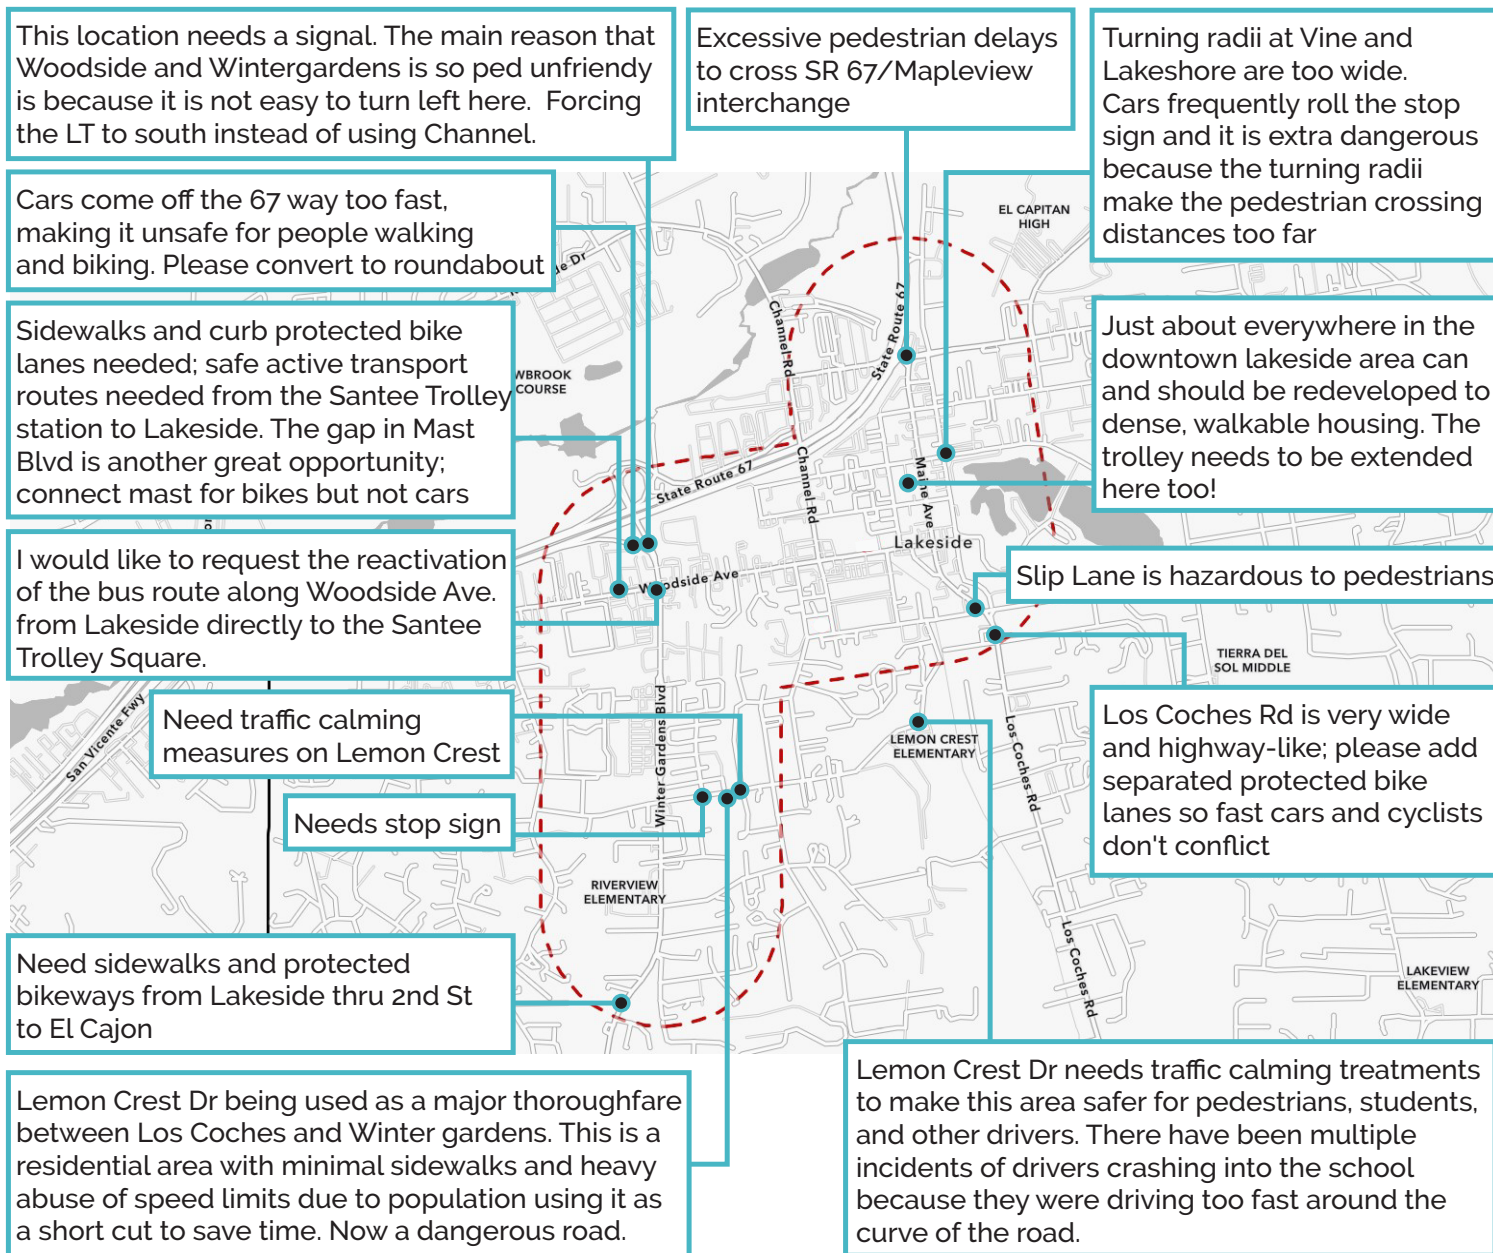 This location needs a signal. The main reason that
Woodside and Wintergardens is so ped unfriendy
is because it is not easy to turn left here.  Forcing
the LT to south instead of using Channel.
Excessive pedestrian delays
to cross SR 67/Mapleview
interchange
Turning radii at Vine and
Lakeshore are too wide.
Cars frequently roll the stop
sign and it is extra dangerous
because the turning radii
make the pedestrian crossing
distances too far
Cars come off the 67 way too fast,
making it unsafe for people walking
and biking. Please convert to roundabout
Sidewalks and curb protected bike
lanes needed; safe active transport
routes needed from the Santee Trolley
station to Lakeside. The gap in Mast
Blvd is another great opportunity;
connect mast for bikes but not cars
Just about everywhere in the
downtown lakeside area can
and should be redeveloped to
dense, walkable housing. The
trolley needs to be extended
here too!
I would like to request the reactivation
of the bus route along Woodside Ave.
from Lakeside directly to the Santee
Trolley Square.
Slip Lane is hazardous to pedestrians
Need traffic calming
measures on Lemon Crest
Los Coches Rd is very wide
and highway-like; please add
separated protected bike
lanes so fast cars and cyclists
don't conflict
Needs stop sign
Need sidewalks and protected
bikeways from Lakeside thru 2nd St
to El Cajon
Lemon Crest Dr being used as a major thoroughfare
between Los Coches and Winter gardens. This is a
residential area with minimal sidewalks and heavy
abuse of speed limits due to population using it as
a short cut to save time. Now a dangerous road.
Lemon Crest Dr needs traffic calming treatments
to make this area safer for pedestrians, students,
and other drivers. There have been multiple
incidents of drivers crashing into the school
because they were driving too fast around the
curve of the road.
EL CAPITAN
HIGH
Dr
Channel Rd
State Route 67
COURSE
State Route 67
Channel Rd
Maine Ave
Lakeside
Woodside Ave
TIERRA DEL
SOL MIDDLE
San Vicente Fwy
Winter Gardens Blvd
LEMON CREST
ELEMENTARY
Los Coches Rd
RIVERVIEW
ELEMENTARY
Los Coches Rd
LAKEVIEW
ELEMENTARY